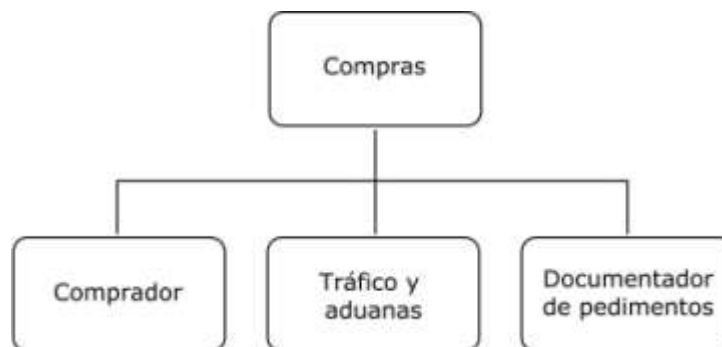 Compras
Comprador
Tráfico y
aduanas
Documentador
de pedimentos